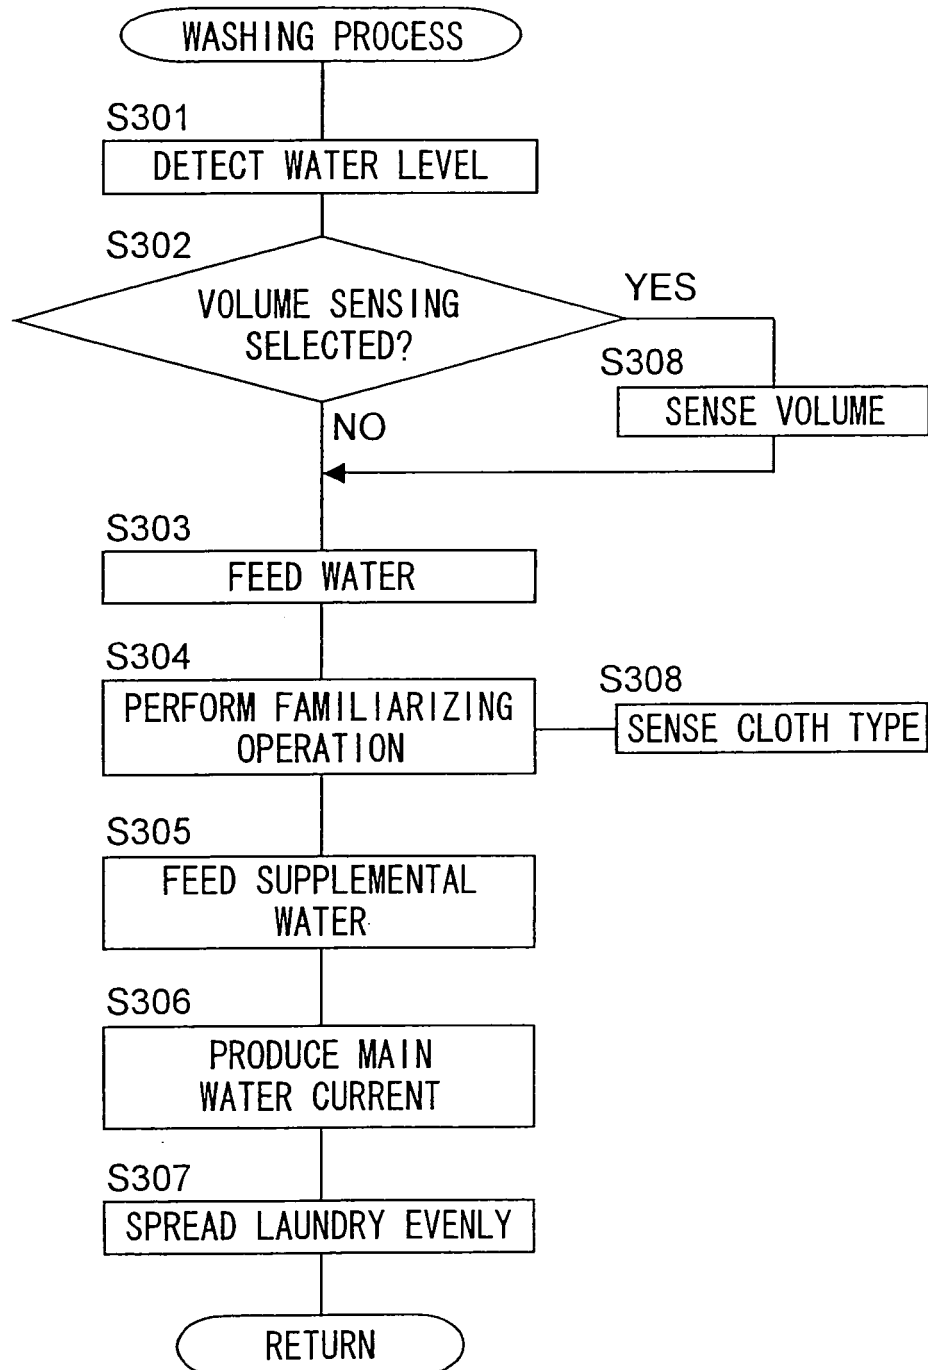 WASHING PROCESS
S301
DETECT WATER LEVEL
S302
VOLUME SENSING
SELECTED?
YES
S308
SENSE VOLUME
NO
S303
FEED WATER
S304
PERFORM FAMILIARIZING
OPERATION
S308
SENSE CLOTH TYPE
S305
FEED SUPPLEMENTAL
WATER
S306
PRODUCE MAIN
WATER CURRENT
S307
SPREAD LAUNDRY EVENLY
RETURN